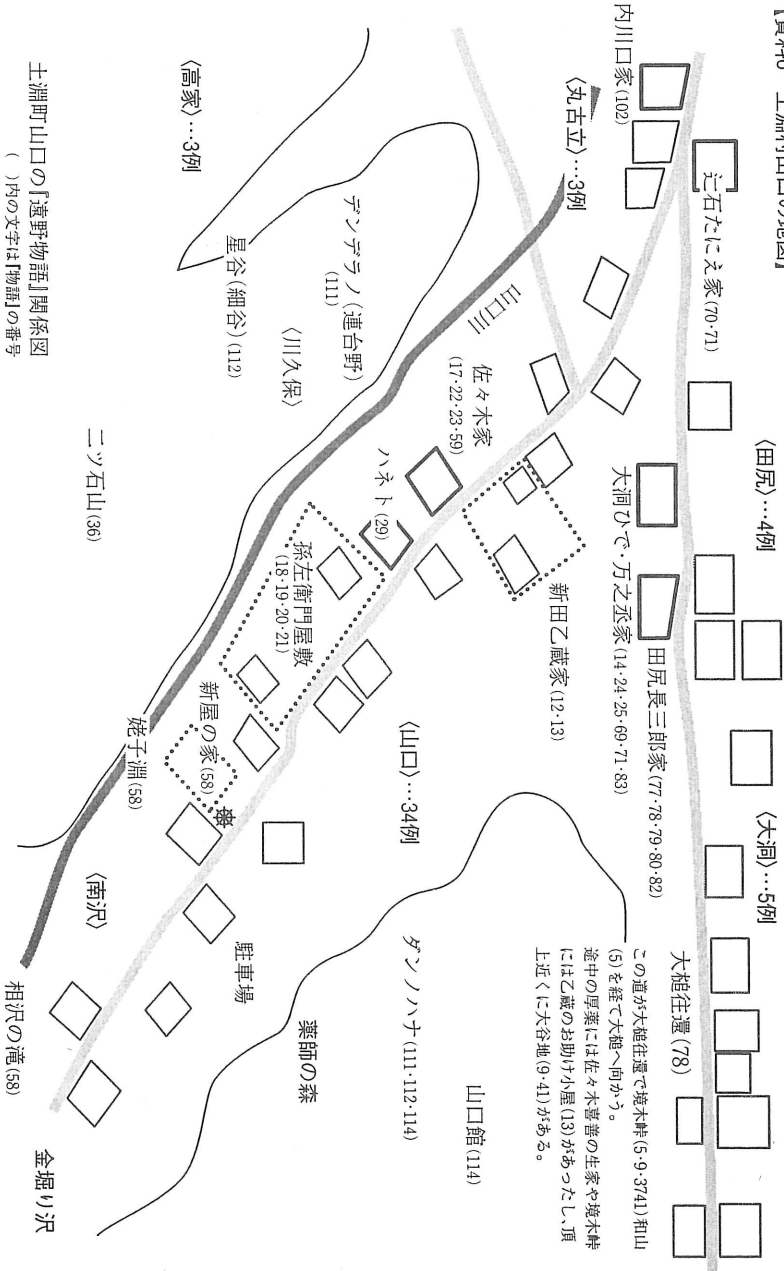 土淵村山口の地図】
内川口家(102)
辻石たにえ家(70・71)
〈田尻〉…4例
〈大洞〉…5例
大洞ひで・万之丞家(14・24・25・69・71・83)
田尻長三郎家(77・78・79・80・82)
大槌往還(78)
この道が大槌往還で境木峠(5・9・3741)和山
(5)を経て大槌へ向かう。
途中の厚薬には佐々木喜善の生家や境木峠
には乙蔵のお助け小屋(13)があったし、頂
上近くに大谷地(9・41)がある。
〈丸古立〉…3例
山口川
佐々木家
(17・22・23・59)
新田乙蔵家(12・13)
ハネト(29)
孫左衛門屋敷
(18・19・20・21)
〈山口〉…34例
新屋の家(58)
姥子淵(58)
〈南沢〉
相沢の滝(58)
駐車場
薬師の森
ダンノハナ(111・112・114)
山口館(114)
金堀り沢
〈高家〉…3例
デンデラノ(連台野)
(111)
星谷(細谷)(112)
〈川久保〉
二ツ石山(36)
土淵町山口の『遠野物語』関係図
( )内の文字は『物語』の番号